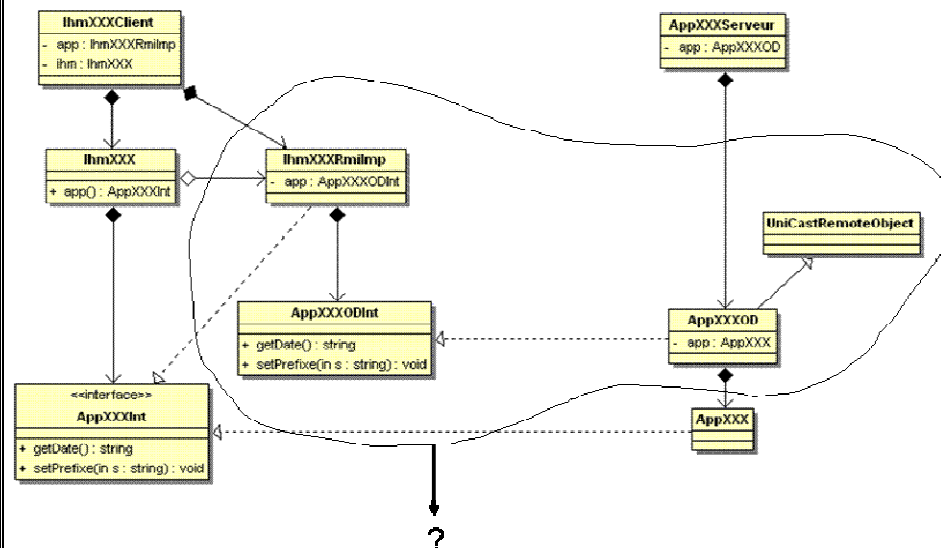 IhmXXXClient
- app : IhmXXXRmiImp
- ihm : IhmXXX
AppXXXServeur
- app : AppXXXOD
IhmXXX
+ app() : AppXXXInt
IhmXXXRmiImp
- app : AppXXXODInt
UniCastRemoteObject
AppXXXODInt
+ getDate() : string
+ setPrefixe(in s : string) : void
AppXXXOD
- app : AppXXX
<<interface>>
AppXXXInt
+ getDate() : string
+ setPrefixe(in s : string) : void
AppXXX
?